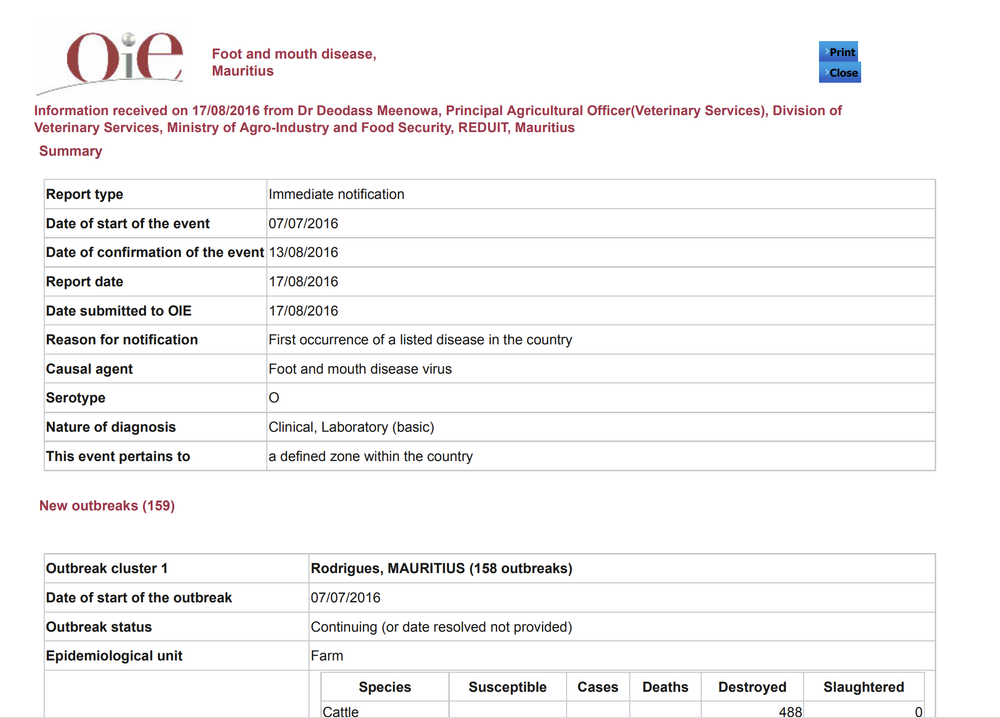 OiE
Foot and mouth disease,
Mauritius
Print
Close
Information received on 17/08/2016 from Dr Deodass Meenowa, Principal Agricultural Officer(Veterinary Services), Division of
Veterinary Services, Ministry of Agro-Industry and Food Security, REDUIT, Mauritius
Summary
Report type Immediate notification
Date of start of the event 07/07/2016
Date of confirmation of the event 13/08/2016
Report date 17/08/2016
Date submitted to OIE 17/08/2016
Reason for notification First occurrence of a listed disease in the country
Causal agent Foot and mouth disease virus
Serotype O
Nature of diagnosis Clinical, Laboratory (basic)
This event pertains to a defined zone within the country
New outbreaks (159)
Outbreak cluster 1 Rodrigues, MAURITIUS (158 outbreaks)
Date of start of the outbreak 07/07/2016
Outbreak status Continuing (or date resolved not provided)
Epidemiological unit Farm
Species Susceptible Cases Deaths Destroyed Slaughtered
Cattle 488 0